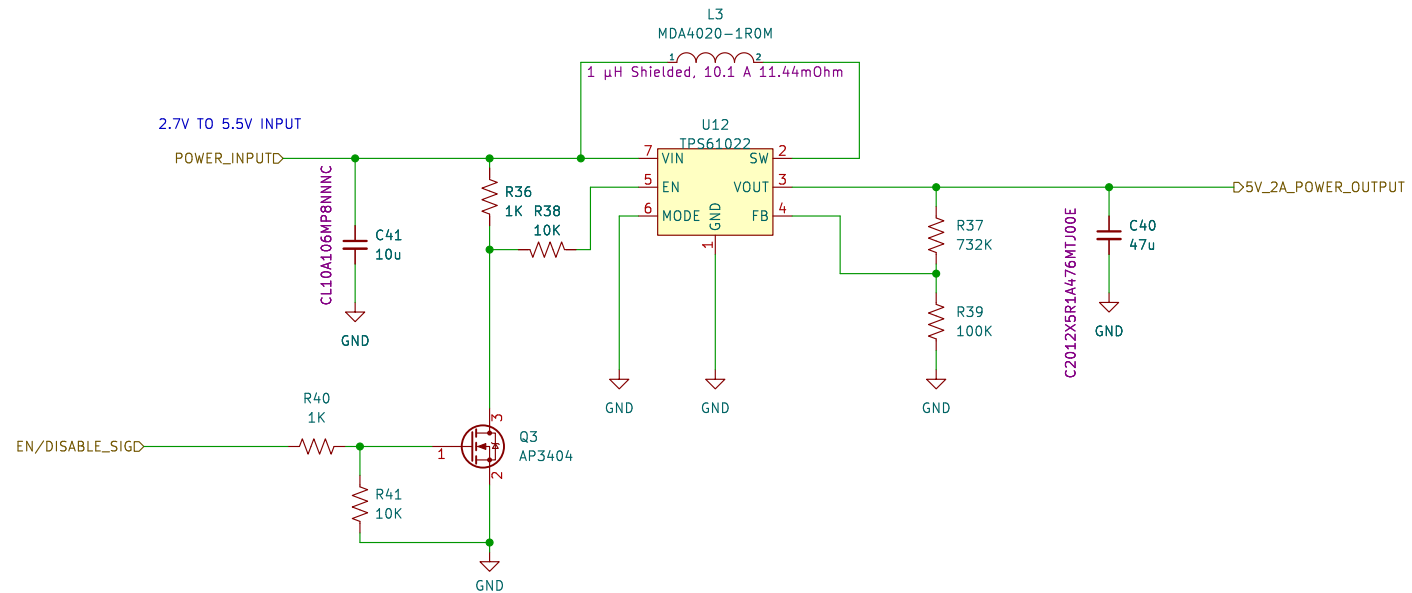 L3
MDA4020-1R0M
1
2
1 µH Shielded, 10.1 A 11.44mOhm
2.7V TO 5.5V INPUT
POWER_INPUT
CL10A106MP8NNNC
C41
10u
GND
R36
1K
R38
10K
U12
TPS61022
7
VIN
5
EN
6
MODE
SW
2
VOUT
3
FB
4
GND
1
5V_2A_POWER_OUTPUT
R37
732K
R39
100K
C2012X5R1A476MTJ00E
C40
47u
GND
GND
GND
GND
R40
1K
EN/DISABLE_SIG
1
3
Q3
AP3404
2
R41
10K
GND